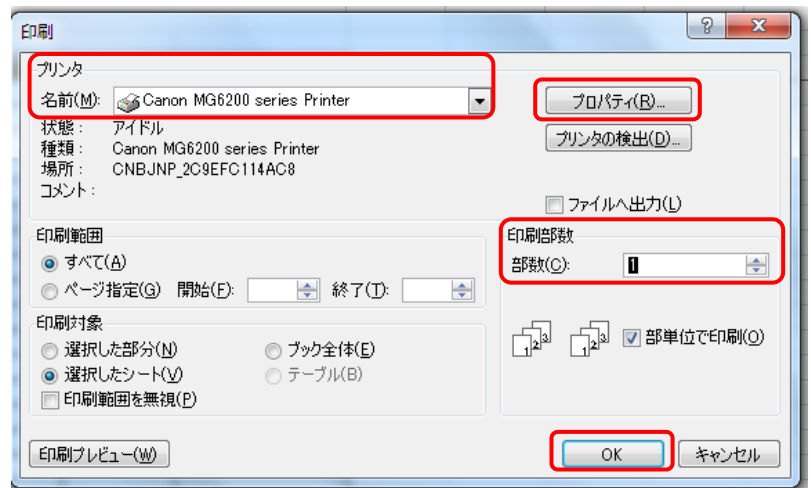 印刷
プリンタ
名前(M): Canon MG6200 series Printer
プロパティ(R)...
状態： アイドル
種類： Canon MG6200 series Printer
プリンタの検出(D)...
場所： CNBJNP_2C9EFC114AC8
コメント：
ファイルへ出力(L)
印刷範囲
すべて(A)
ページ指定(G) 開始(F): 終了(T):
印刷部数
部数(C): 1
印刷対象
選択した部分(N) ブック全体(E)
選択したシート(V) テーブル(B)
印刷範囲を無視(P)
1 2 3 1 2 3 部単位で印刷(O)
印刷プレビュー(W) OK キャンセル